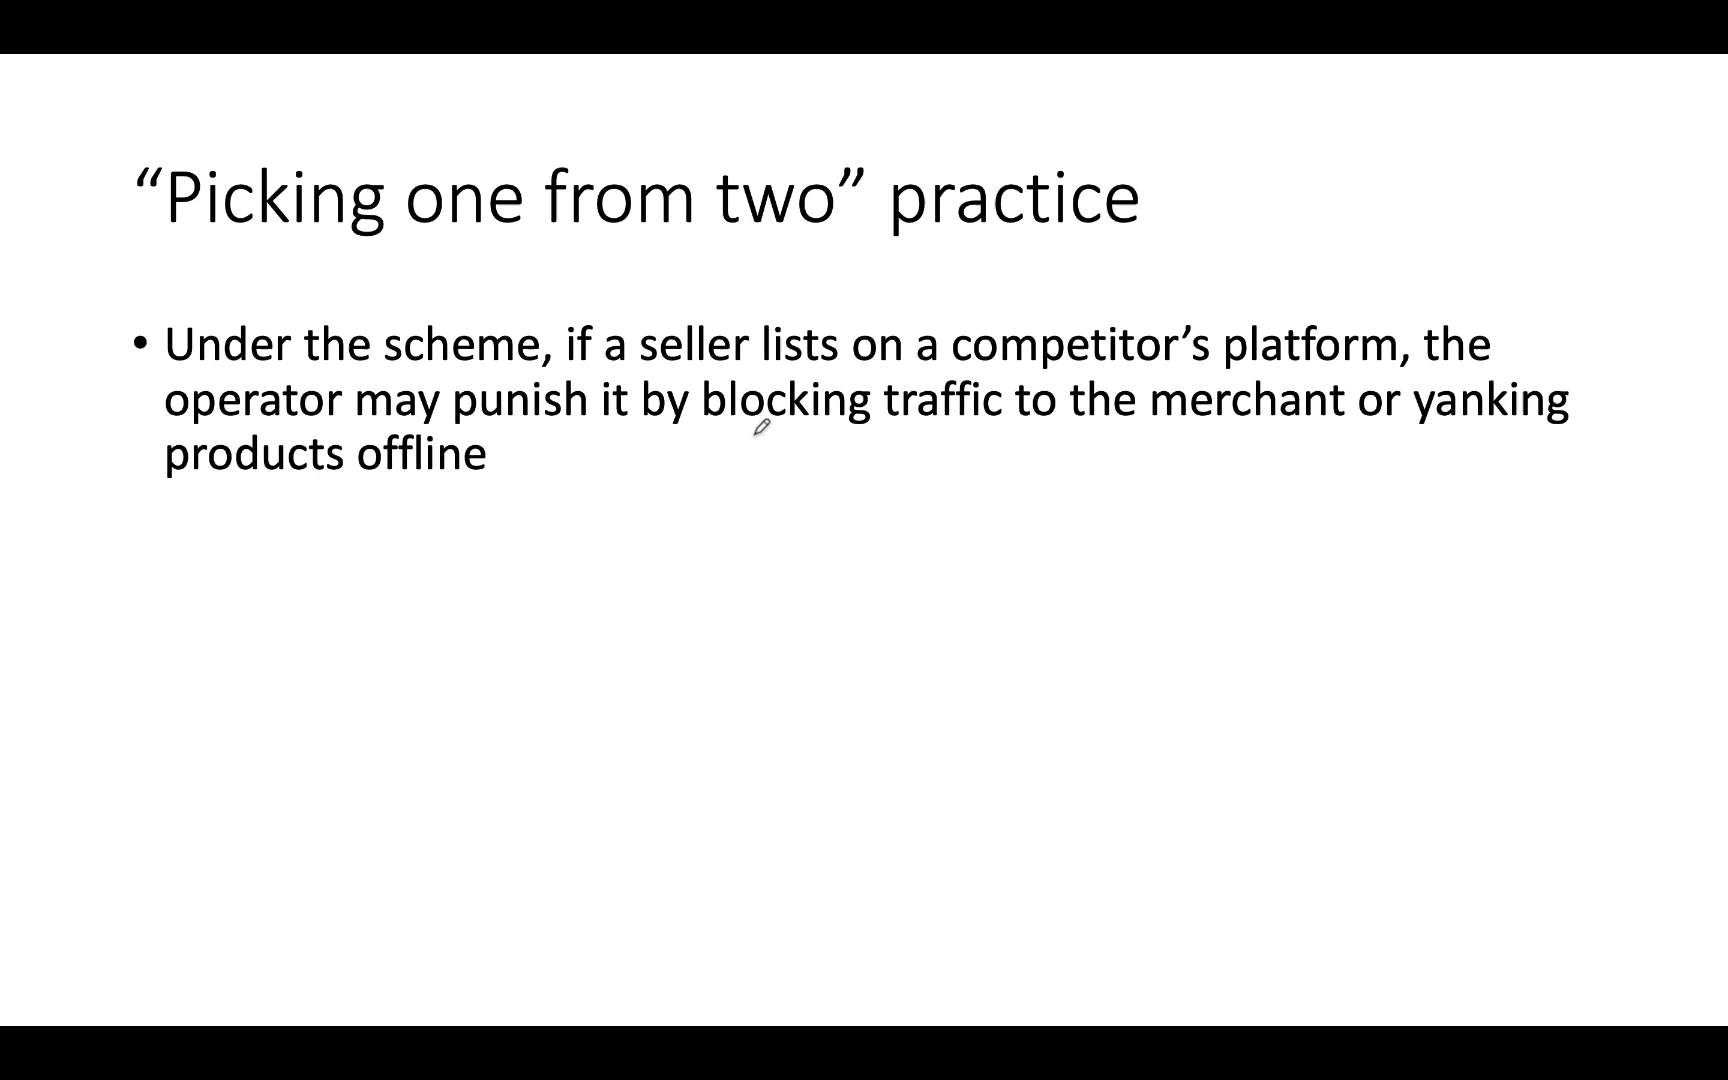 “Picking one from two” practice
• Under the scheme, if a seller lists on a competitor’s platform, the
operator may punish it by blocking traffic to the merchant or yanking
products offline